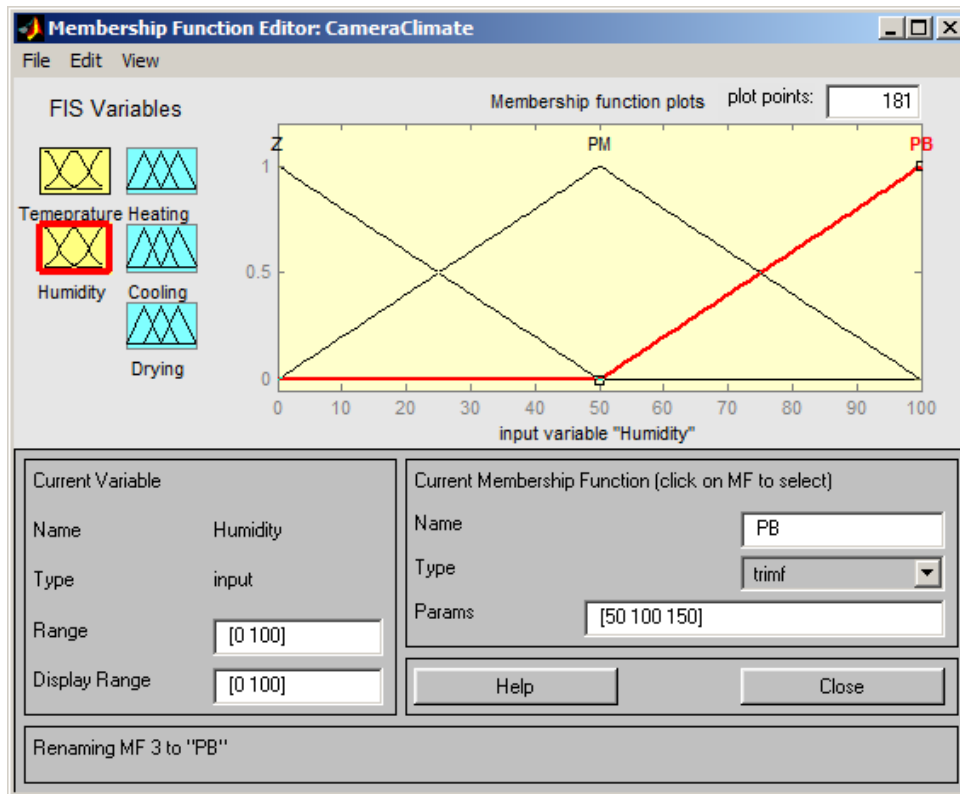 Membership Function Editor: CameraClimate
File Edit View
FIS Variables
Membership function plots plot points: 181
Temeprature Heating
Humidity Cooling
Drying
Z PM PB
1
0.5
0
0 10 20 30 40 50 60 70 80 90 100
input variable "Humidity"
Current Variable
Name Humidity
Type input
Range [0 100]
Display Range [0 100]
Current Membership Function (click on MF to select)
Name PB
Type trimf
Params [50 100 150]
Help Close
Renaming MF 3 to "PB"